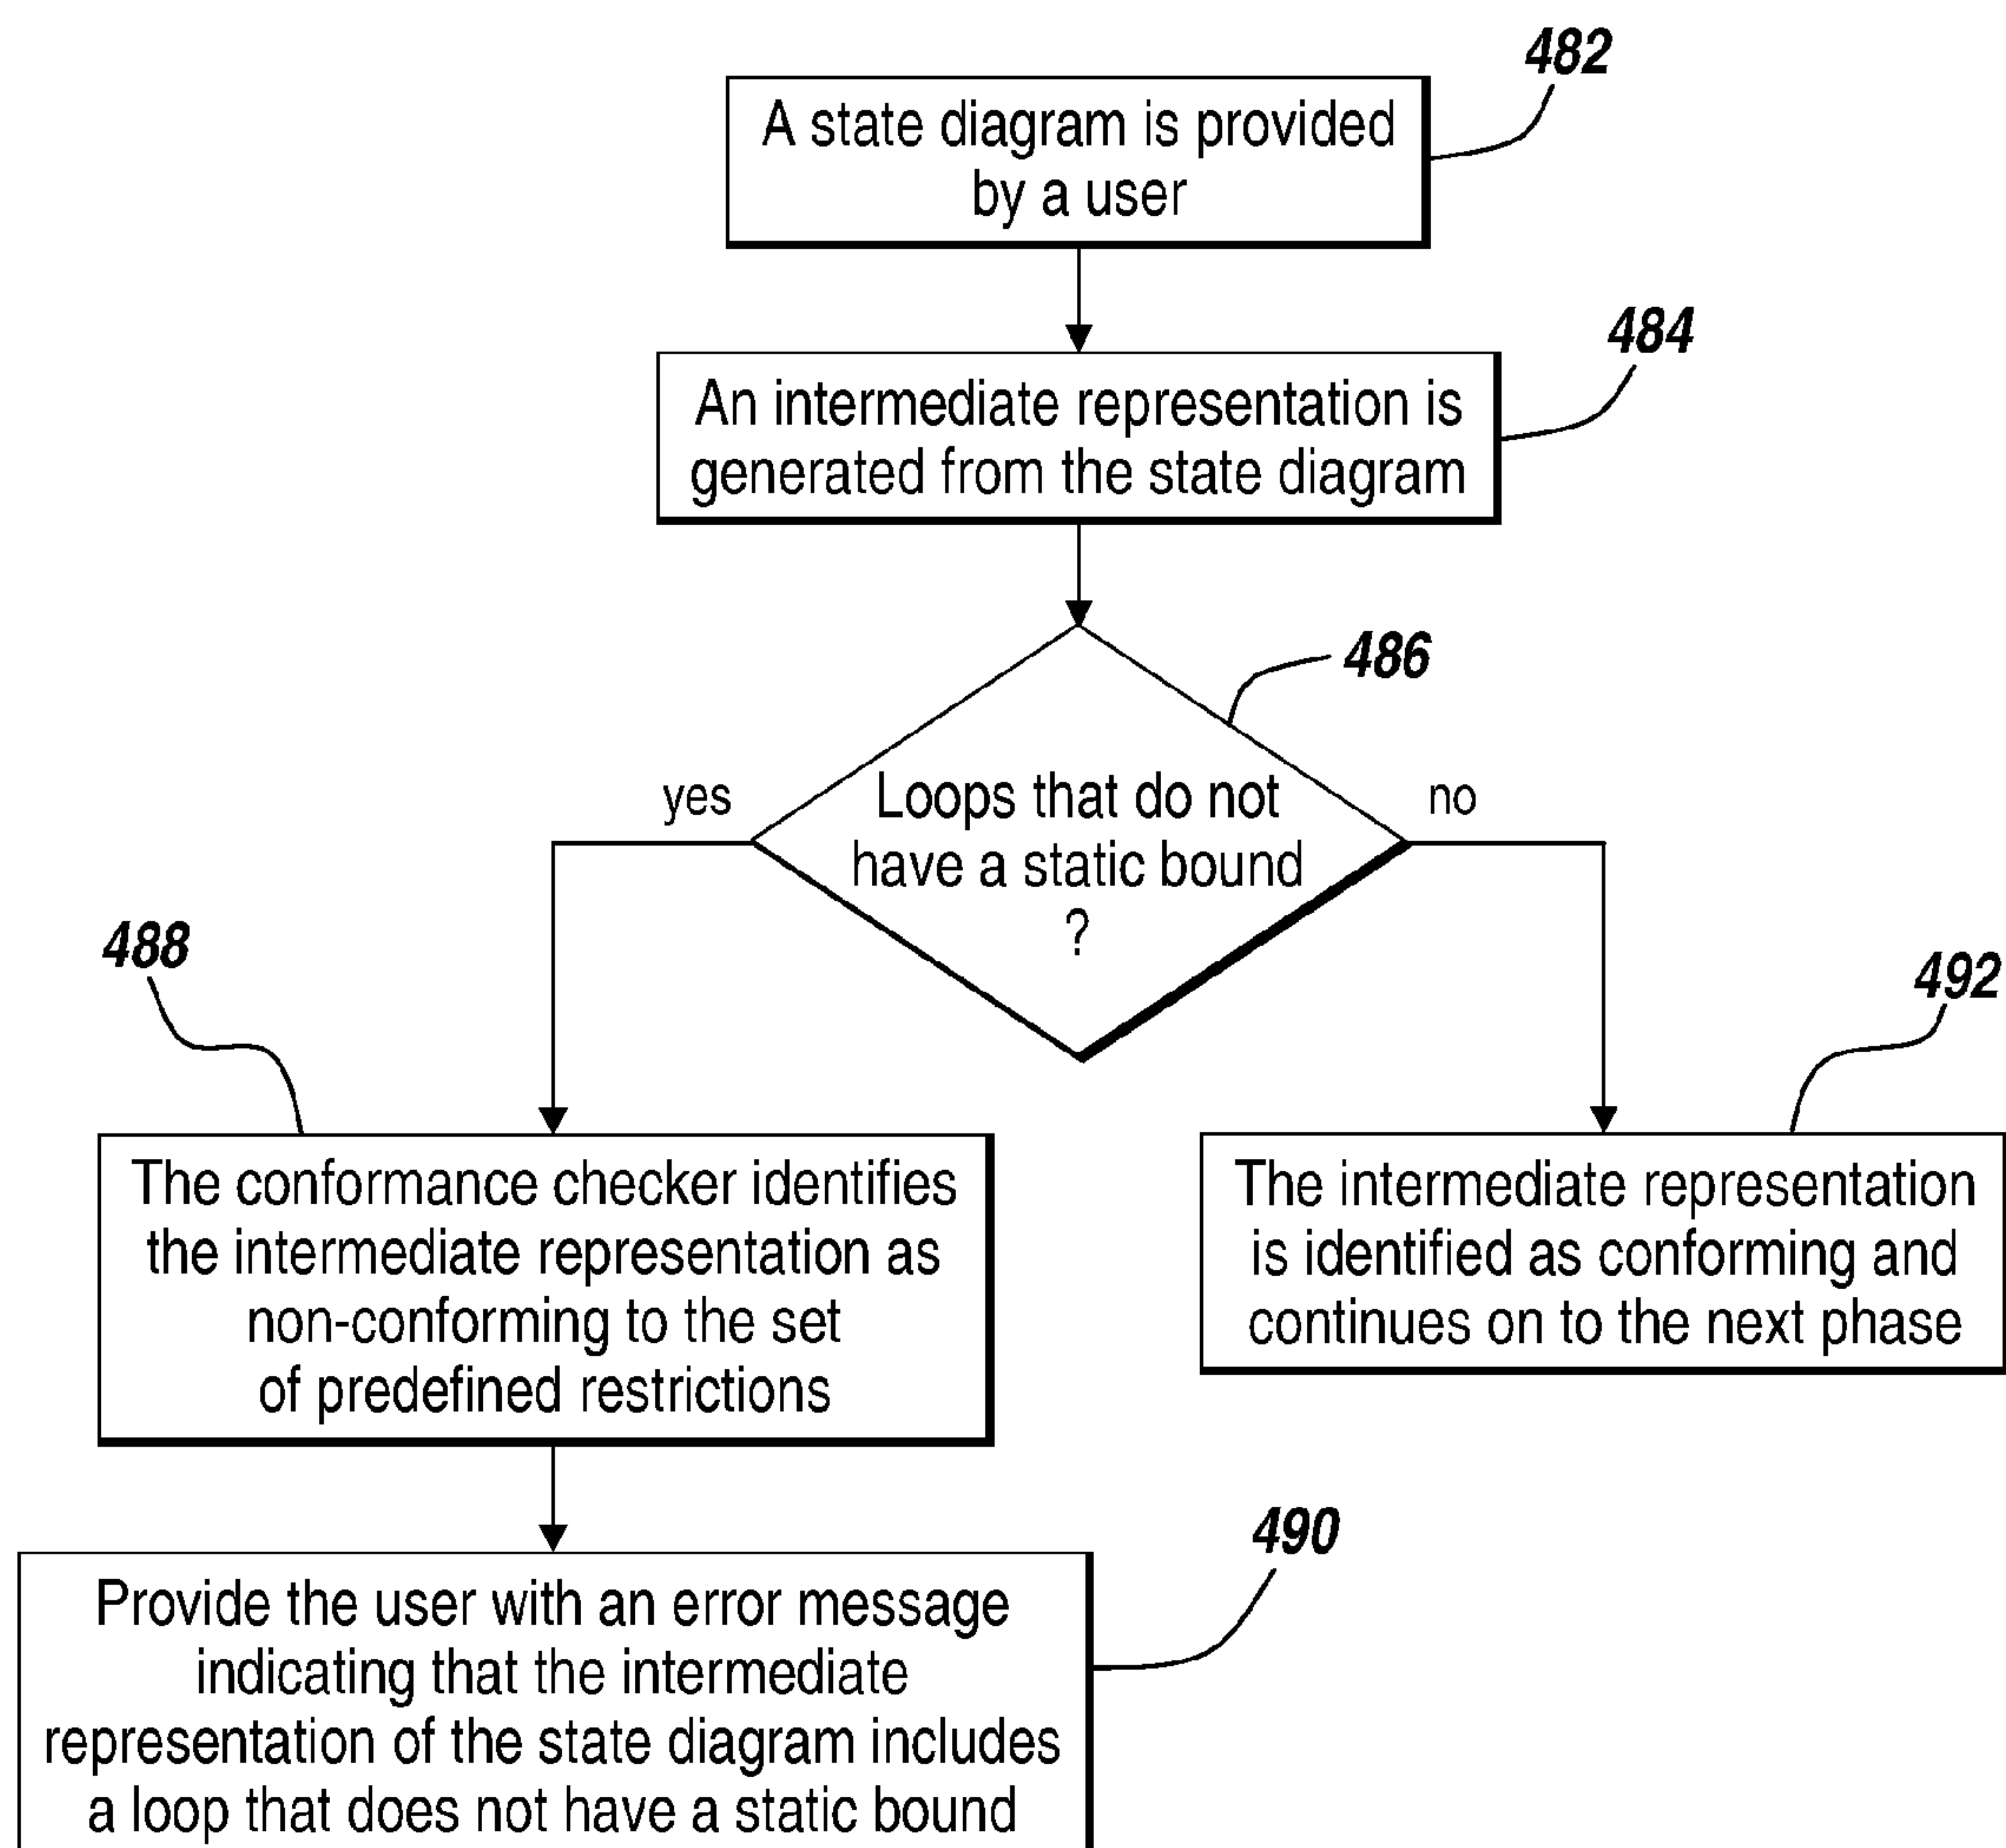 482
A state diagram is provided
by a user
484
An intermediate representation is
generated from the state diagram
486
yes
Loops that do not
have a static bound
?
no
488
492
The conformance checker identifies
the intermediate representation as
non-conforming to the set
of predefined restrictions
The intermediate representation
is identified as conforming and
continues on to the next phase
490
Provide the user with an error message
indicating that the intermediate
representation of the state diagram includes
a loop that does not have a static bound